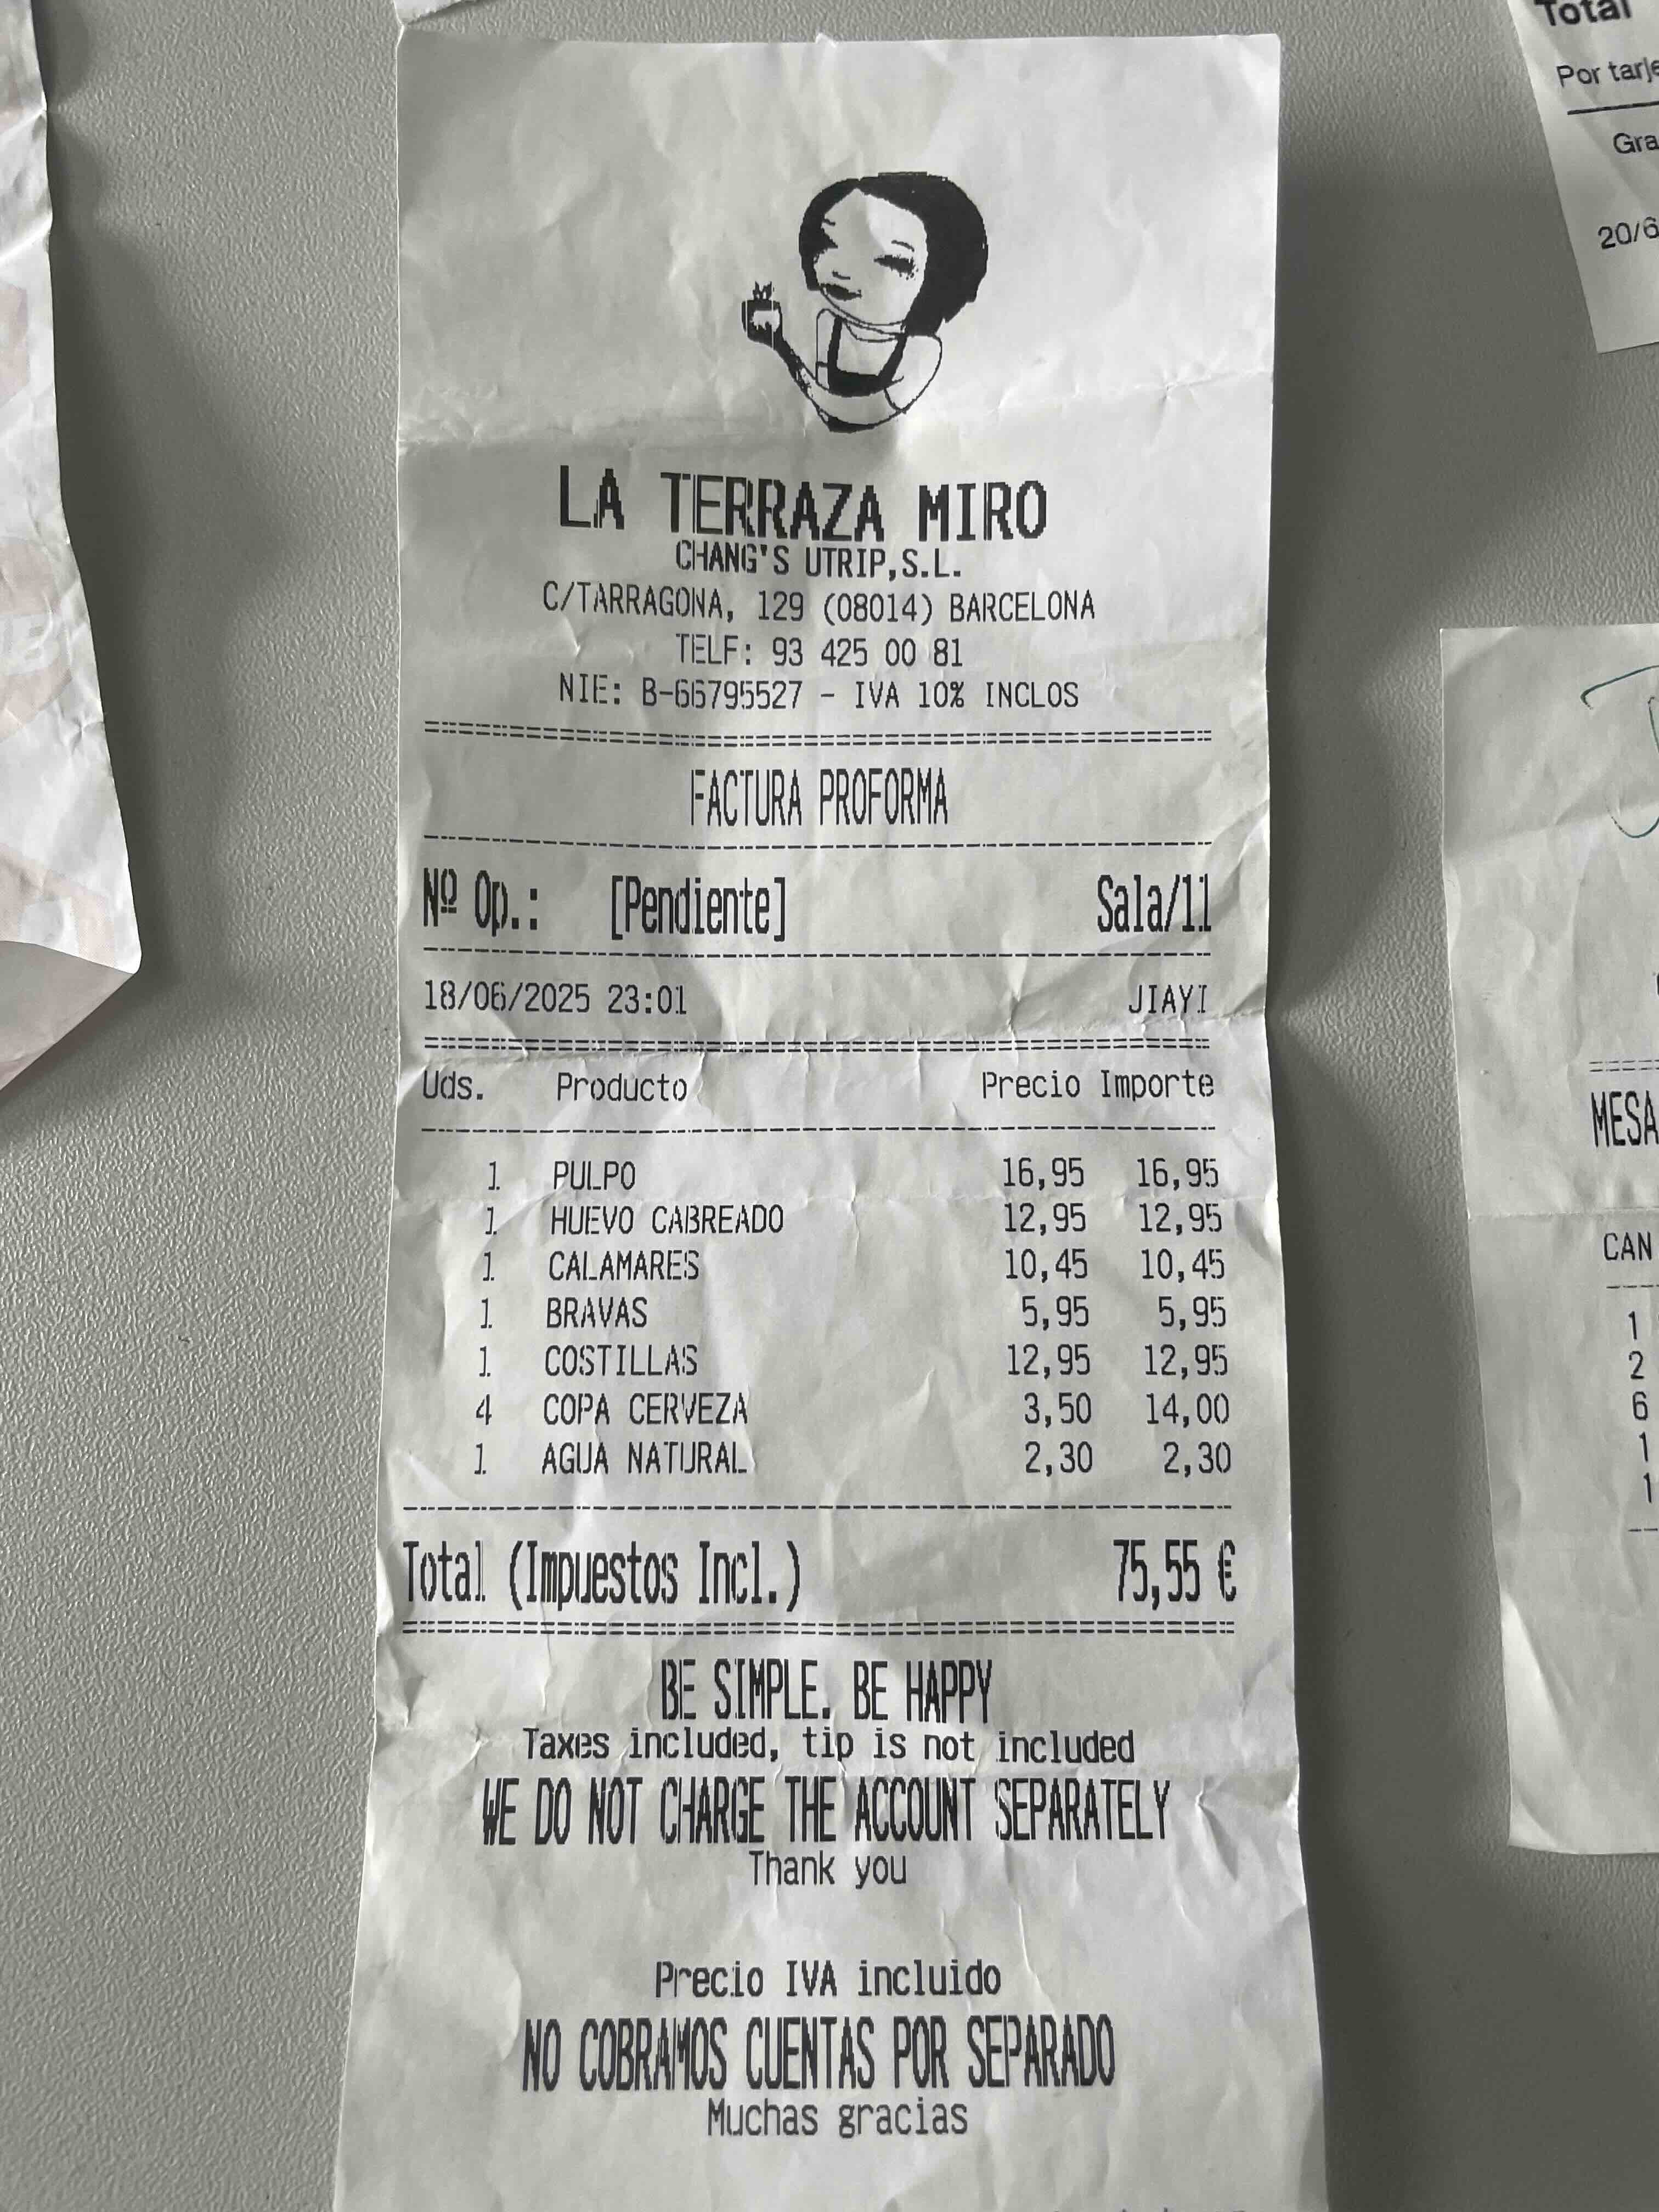 LA TERRAZA MIRO
CHANG'S UTRIP,S.L.
C/TARRAGONA, 129 (08014) BARCELONA
TELF: 93 425 00 81
NIE: B-66795527 - IVA 10% INCLOS
FACTURA PROFORMA
Nº Op.: [Pendiente] Sala/11
18/06/2025 23:01 JIAYI
Uds. Producto Precio Importe
1 PULPO 16,95 16,95
1 HUEVO CABREADO 12,95 12,95
1 CALAMARES 10,45 10,45
1 BRAVAS 5,95 5,95
1 COSTILLAS 12,95 12,95
4 COPA CERVEZA 3,50 14,00
1 AGUA NATURAL 2,30 2,30
Total (Impuestos Incl.) 75,55 €
BE SIMPLE. BE HAPPY
Taxes included, tip is not included
WE DO NOT CHARGE THE ACCOUNT SEPARATELY
Thank you
Precio IVA incluido
NO COBRAMOS CUENTAS POR SEPARADO
Muchas gracias
Total
Por
20/6
MESA
CAN
1
2
6
1
1